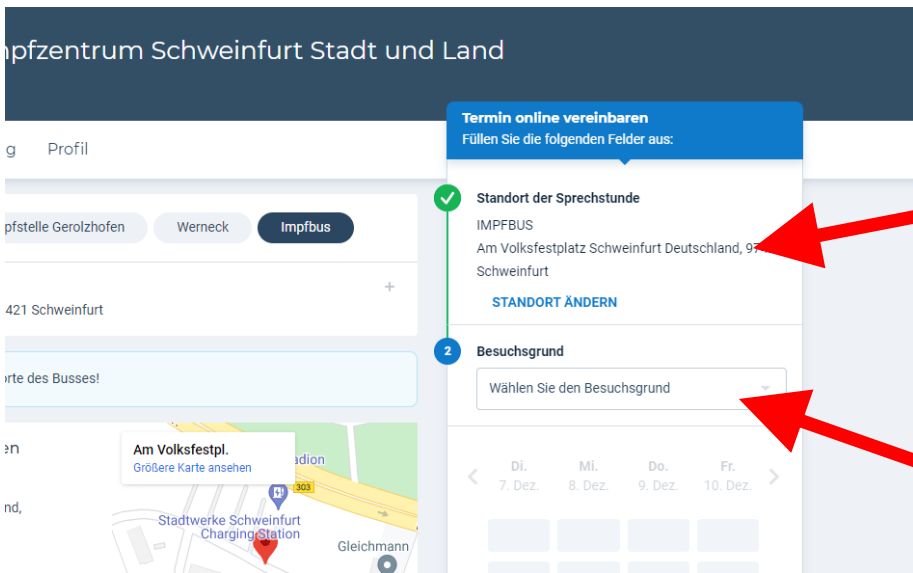 pfzentrum Schweinfurt Stadt und Land
Termin online vereinbaren
Füllen Sie die folgenden Felder aus:
g Profil
pfstelle Gerolzhofen Werneck Impfbus
+
421 Schweinfurt
orte des Busses!
en
nd,
Am Volksfestpl.
Größere Karte ansehen
adion
303
Stadtwerke Schweinfurt
Charging Station
Gleichmann
Standort der Sprechstunde
IMPFBUS
Am Volksfestplatz Schweinfurt Deutschland, 97
Schweinfurt
STANDORT ÄNDERN
2 Besuchsgrund
Wählen Sie den Besuchsgrund
Di. Mi. Do. Fr.
7. Dez. 8. Dez. 9. Dez. 10. Dez.